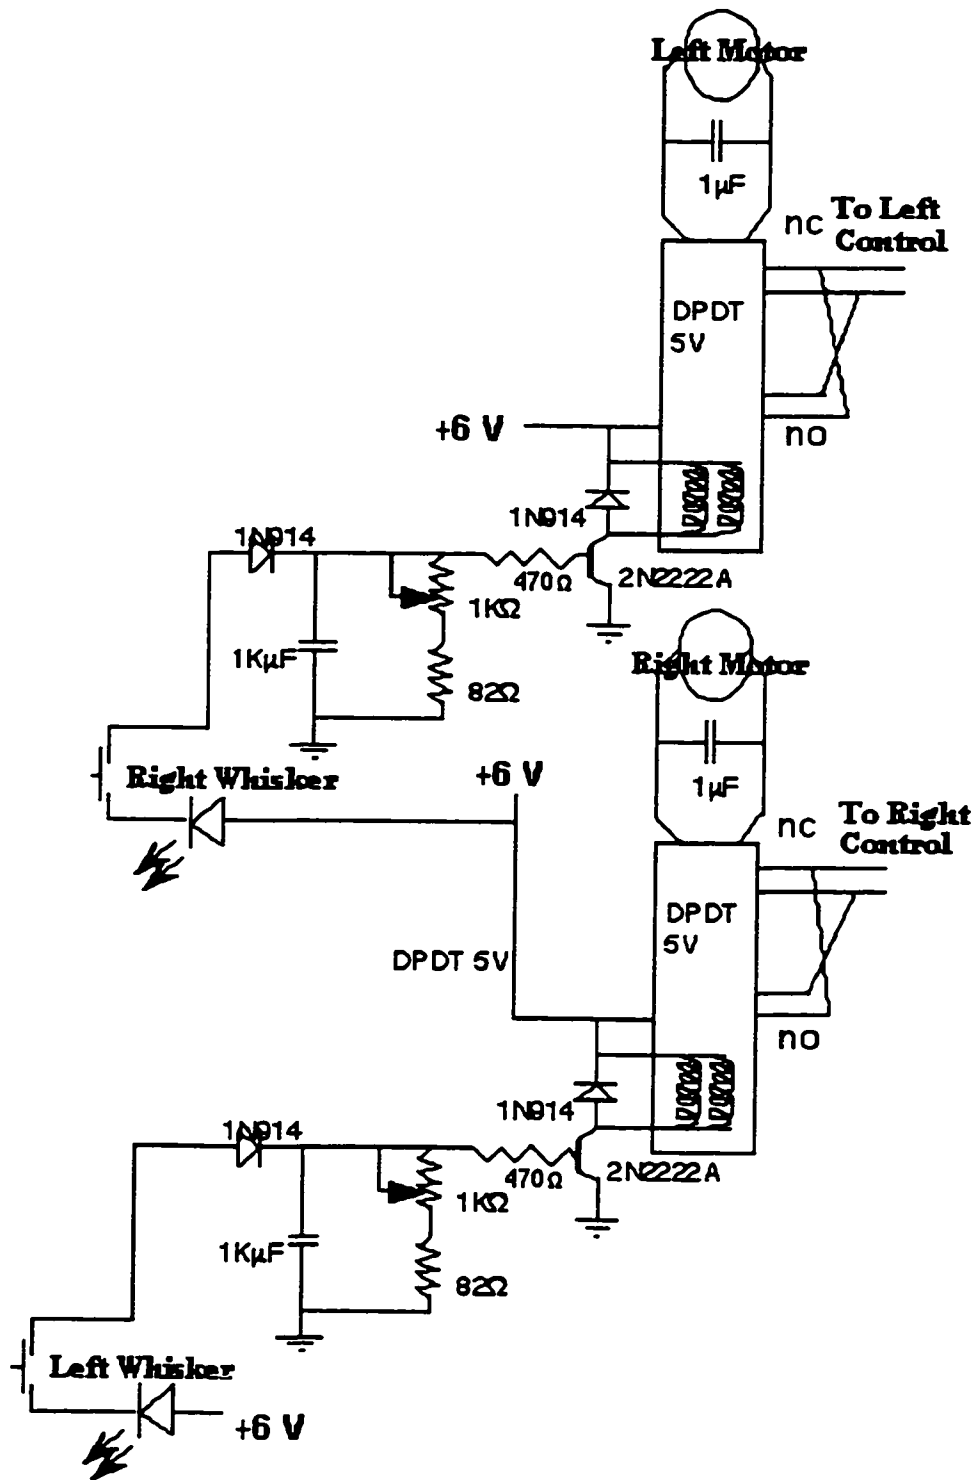 Left Motor
1µF
nc To Left
Control
DPDT
5V
+6 V
no
1N914
1N914
470Ω
2N2222A
1KΩ
1KµF
82Ω
Right Motor
Right Whisker
+6 V
1µF
nc To Right
Control
DPDT
5V
DPDT 5V
no
1N914
1N914
470Ω
2N2222A
1KΩ
1KµF
82Ω
Left Whisker
+6 V